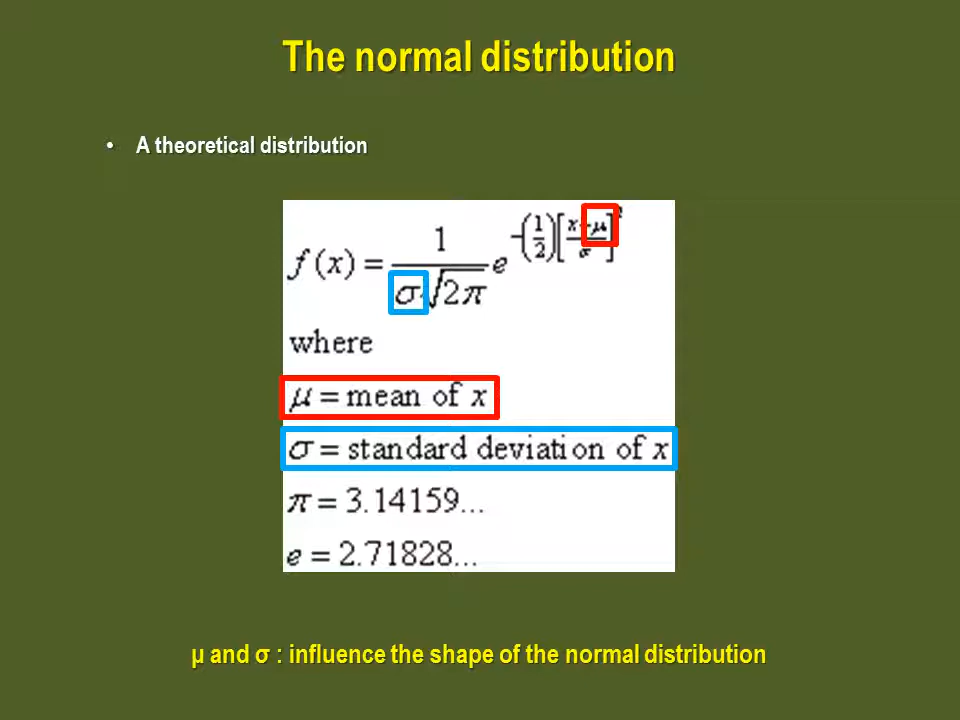 The normal distribution
• A theoretical distribution
f(x) = 1/(σ√2π) e^-(1/2)[(x-μ)/σ]^2
where
μ = mean of x
σ = standard deviation of x
π = 3.14159...
e = 2.71828...
μ and σ : influence the shape of the normal distribution